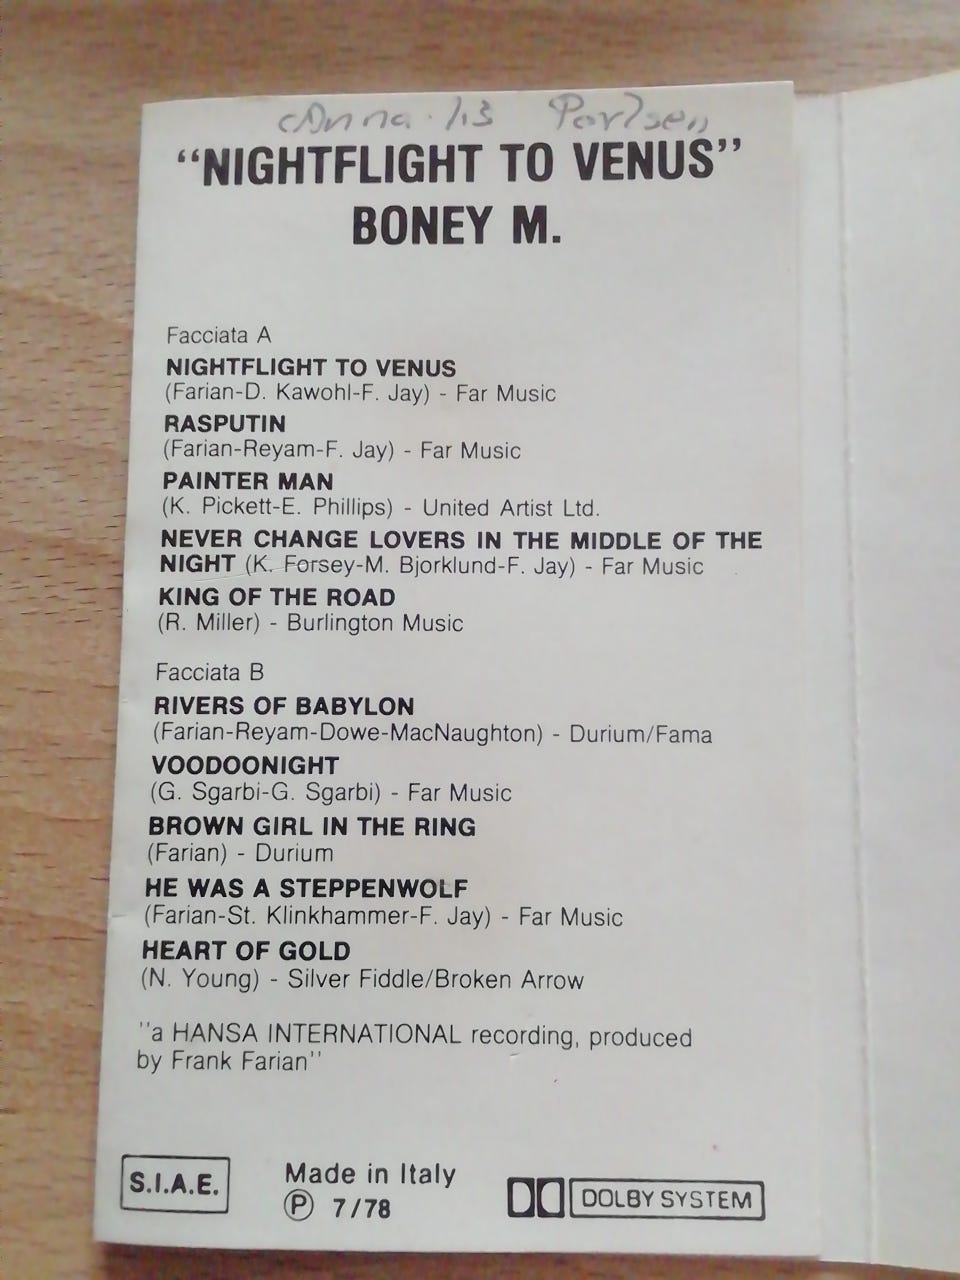 "NIGHTFLIGHT TO VENUS"
BONEY M.
Facciata A
NIGHTFLIGHT TO VENUS
(Farian-D. Kawohl-F. Jay) - Far Music
RASPUTIN
(Farian-Reyam-F. Jay) - Far Music
PAINTER MAN
(K. Pickett-E. Phillips) - United Artist Ltd.
NEVER CHANGE LOVERS IN THE MIDDLE OF THE
NIGHT (K. Forsey-M. Bjorklund-F. Jay) - Far Music
KING OF THE ROAD
(R. Miller) - Burlington Music
Facciata B
RIVERS OF BABYLON
(Farian-Reyam-Dowe-MacNaughton) - Durium/Fama
VOODOONIGHT
(G. Sgarbi-G. Sgarbi) - Far Music
BROWN GIRL IN THE RING
(Farian) - Durium
HE WAS A STEPPENWOLF
(Farian-St. Klinkhammer-F. Jay) - Far Music
HEART OF GOLD
(N. Young) - Silver Fiddle/Broken Arrow
"a HANSA INTERNATIONAL recording, produced
by Frank Farian"
S.I.A.E.
Made in Italy
Ⓟ 7/78
DOLBY SYSTEM